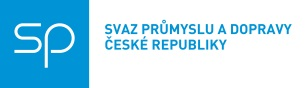 sp
SVAZ PRŮMYSLU A DOPRAVY
ČESKÉ REPUBLIKY